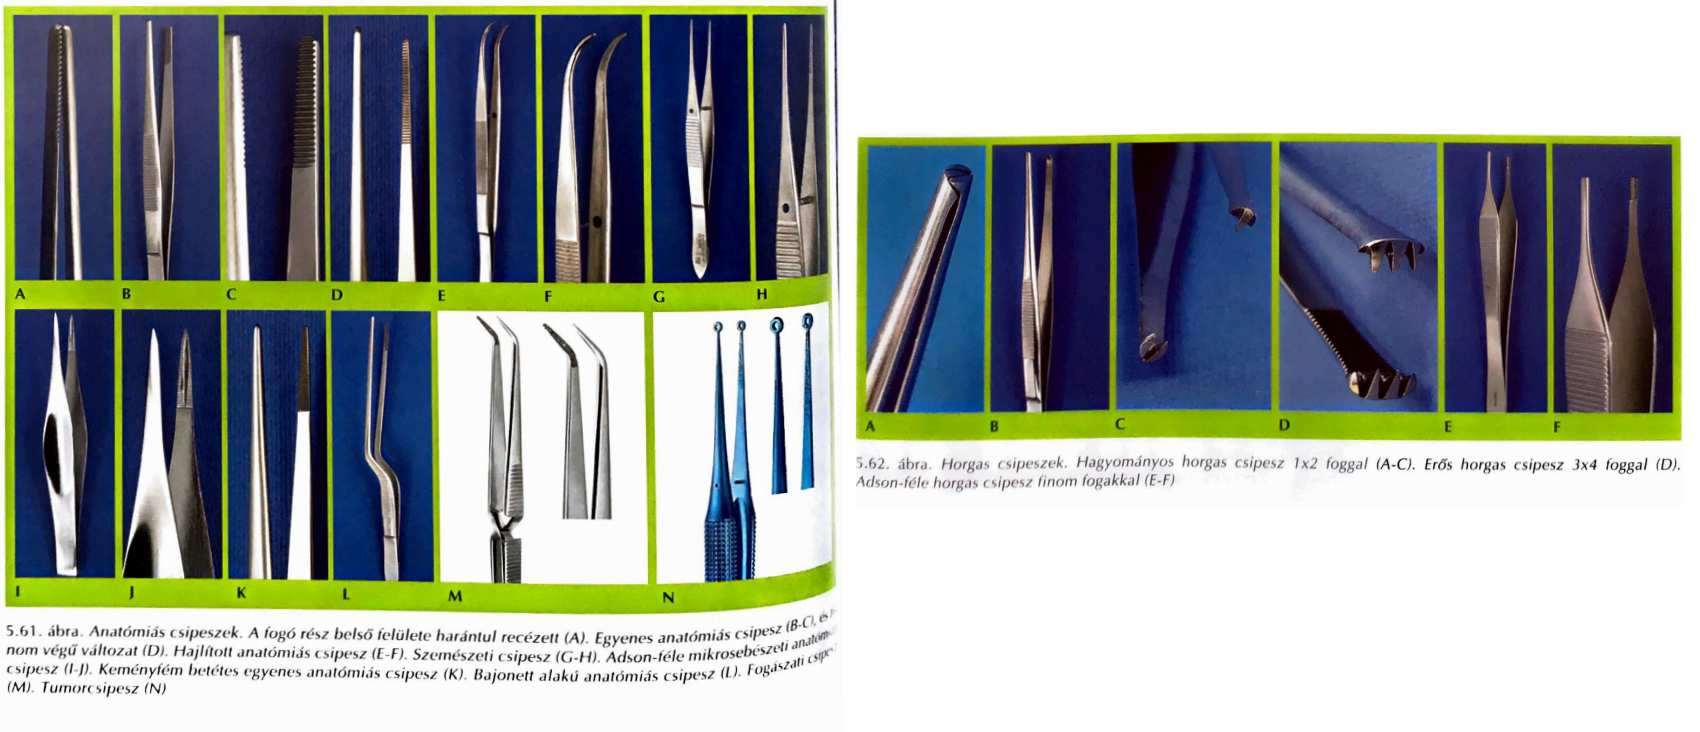 A B C D E F G H
I J K L M N
5.61. ábra. Anatómiás csipeszek. A fogó rész belső felülete harántul recézett (A). Egyenes anatómiás csipesz (B-C), és
nom végű változat (D). Hajlított anatómiás csipesz (E-F). Szemészeti csipesz (G-H). Adson-féle mikrosebészeti
csipesz (I-J). Keményfém betétes egyenes anatómiás csipesz (K). Bajonett alakú anatómiás csipesz (L). Fogászati
(M). Tumorcsipesz (N)
A B C D E F
5.62. ábra. Horgas csipeszek. Hagyományos horgas csipesz 1x2 foggal (A-C). Erős horgas csipesz 3x4 foggal (D).
Adson-féle horgas csipesz finom fogakkal (E-F)